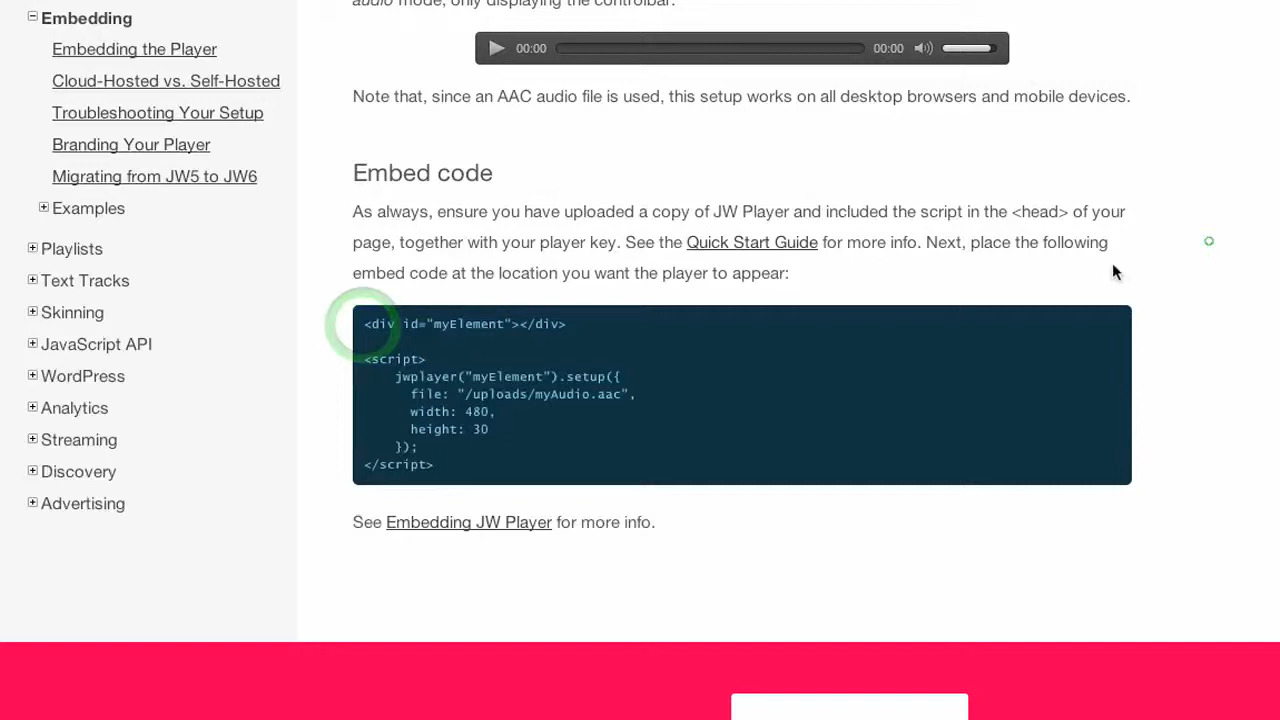 Embedding
Embedding the Player
Cloud-Hosted vs. Self-Hosted
Troubleshooting Your Setup
Branding Your Player
Migrating from JW5 to JW6
Examples
Playlists
Text Tracks
Skinning
JavaScript API
WordPress
Analytics
Streaming
Discovery
Advertising
audio mode, only displaying the controlbar.
00:00 00:00
Note that, since an AAC audio file is used, this setup works on all desktop browsers and mobile devices.
Embed code
As always, ensure you have uploaded a copy of JW Player and included the script in the <head> of your
page, together with your player key. See the Quick Start Guide for more info. Next, place the following
embed code at the location you want the player to appear:
<div id="myElement"></div>
<script>
jwplayer("myElement").setup({
file: "/uploads/myAudio.aac",
width: 480,
height: 30
});
</script>
See Embedding JW Player for more info.